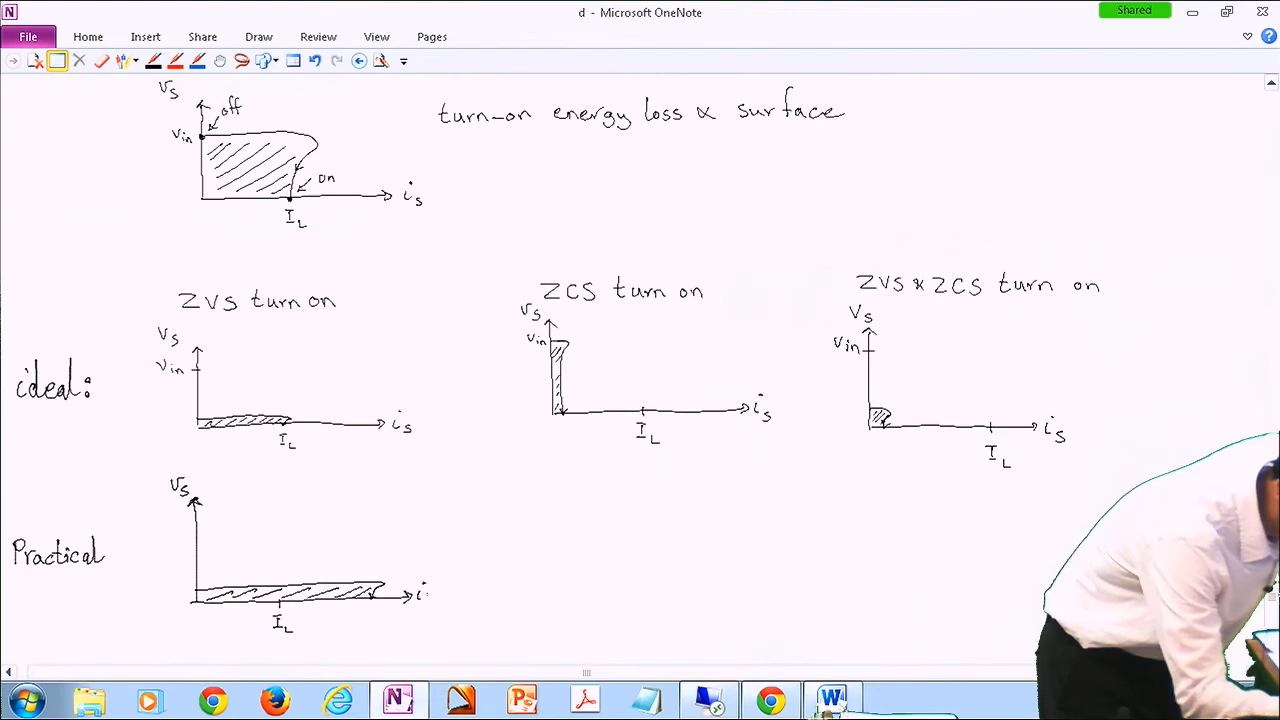 d - Microsoft OneNote
Shared
File Home Insert Share Draw Review View Pages
Vs
off
Vin
on
is
IL
turn-on energy loss ∝ surface
ZVS turn on
ZCS turn on
ZVS & ZCS turn on
ideal:
Vs
Vin
is
IL
Vs
Vin
is
IL
Vs
Vin
is
IL
Practical
Vs
i
IL